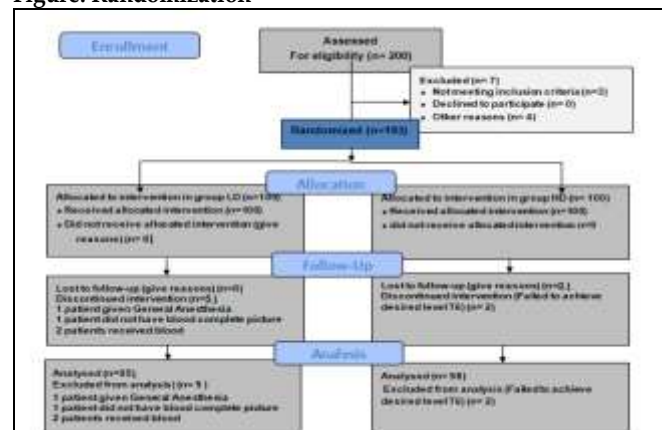 Figure: Randomization
Enrollment
Assessed
For eligibility (n= 200)
Excluded (n= 7)
• Not meeting inclusion criteria (n=3)
• Declined to participate (n= 0)
• Other reasons (n= 4)
Randomized (n=193)
Allocation
Allocated to intervention in group LD (n=100)
• Received allocated intervention (n=100)
• Did not receive allocated intervention (give
reasons) (n= 0)
Allocated to intervention in group HD (n= 100)
• Received allocated intervention (n=100)
• did not receive allocated intervention n=0
Follow-Up
Lost to follow-up (give reasons) (n=0)
Discontinued intervention (n=5)
1 patient given General Anesthesia
1 patient did not have blood complete picture
2 patients received blood
Lost to follow-up (give reasons) (n=0)
Discontinued intervention (Failed to achieve
desired level T6) (n= 2)
Analysis
Analysed (n=95)
Excluded from analysis) (n= 5 )
1 patient given General Anesthesia
1 patient did not have blood complete picture
2 patients received blood
Analysed (n= 98)
Excluded from analysis (Failed to achieve
desired level T6) (n= 2)